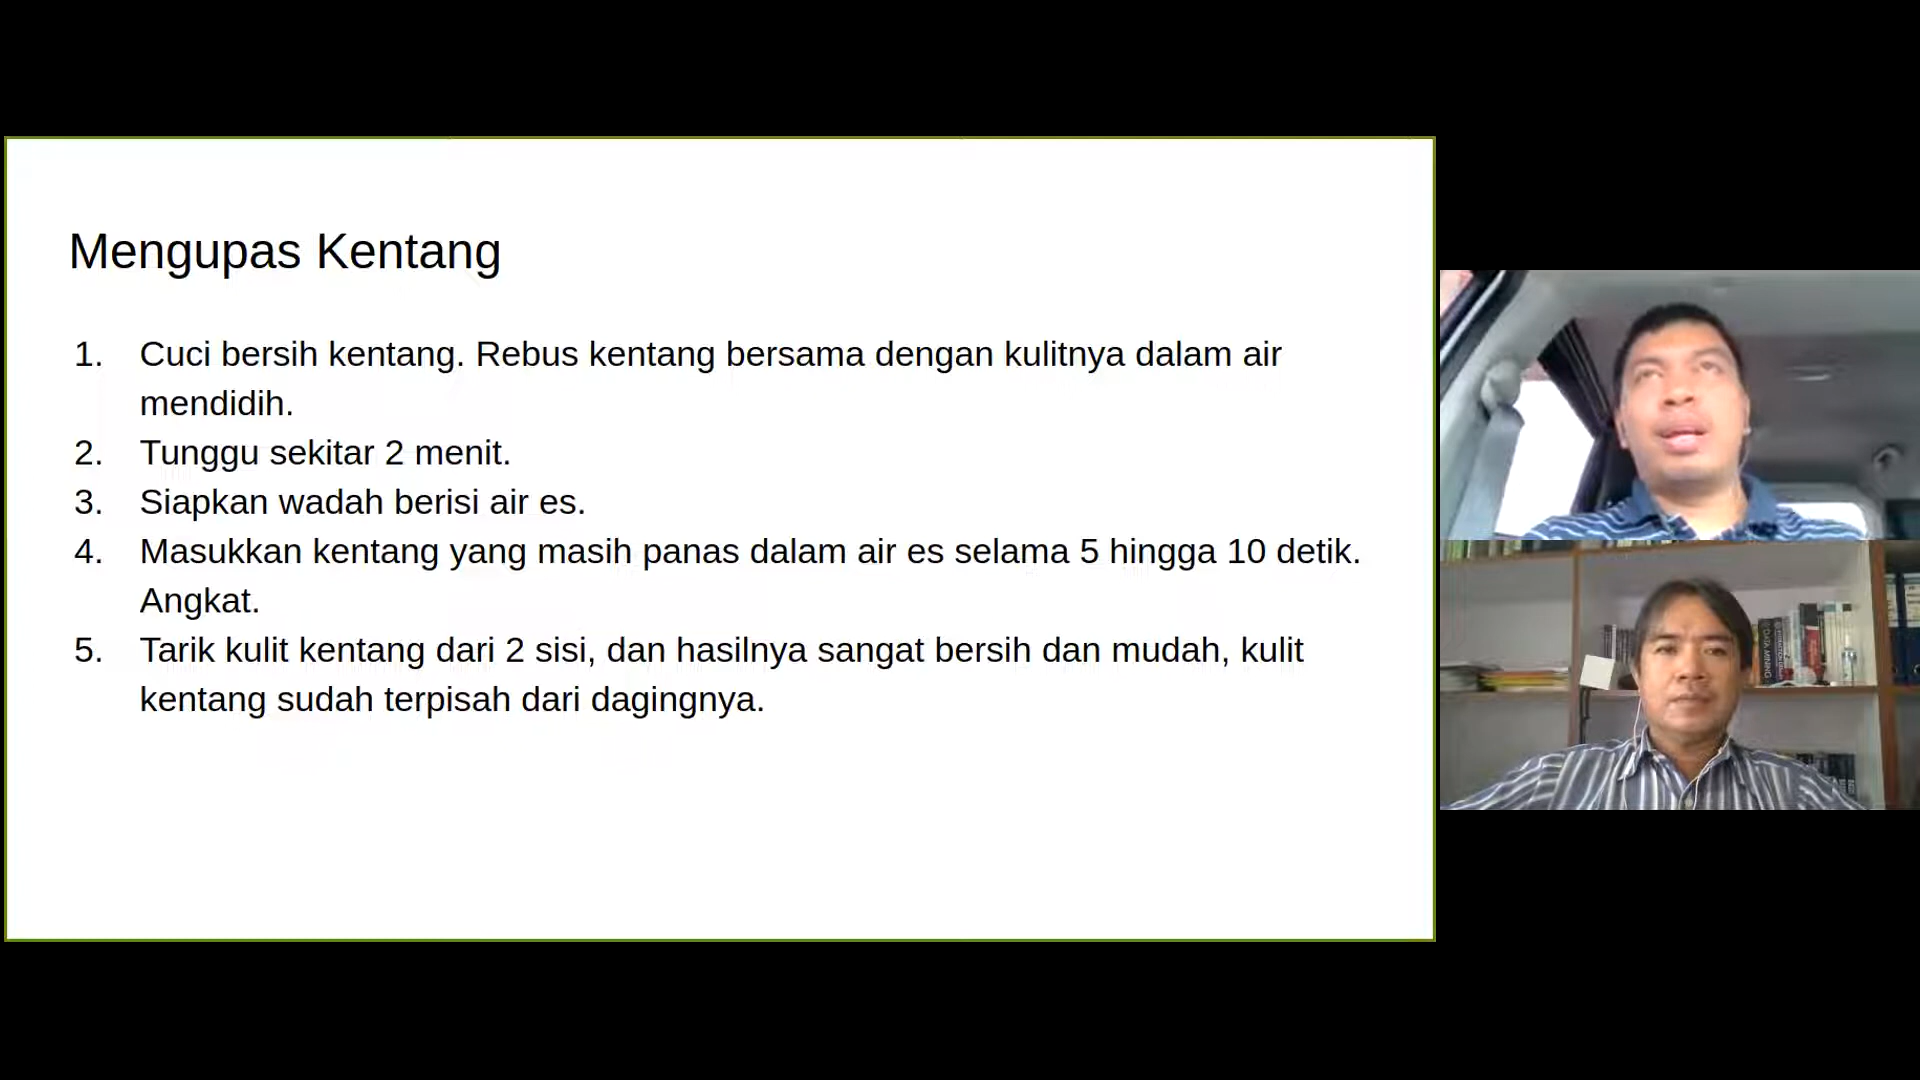 Mengupas Kentang
1. Cuci bersih kentang. Rebus kentang bersama dengan kulitnya dalam air
mendidih.
2. Tunggu sekitar 2 menit.
3. Siapkan wadah berisi air es.
4. Masukkan kentang yang masih panas dalam air es selama 5 hingga 10 detik.
Angkat.
5. Tarik kulit kentang dari 2 sisi, dan hasilnya sangat bersih dan mudah, kulit
kentang sudah terpisah dari dagingnya.
DATA MINING